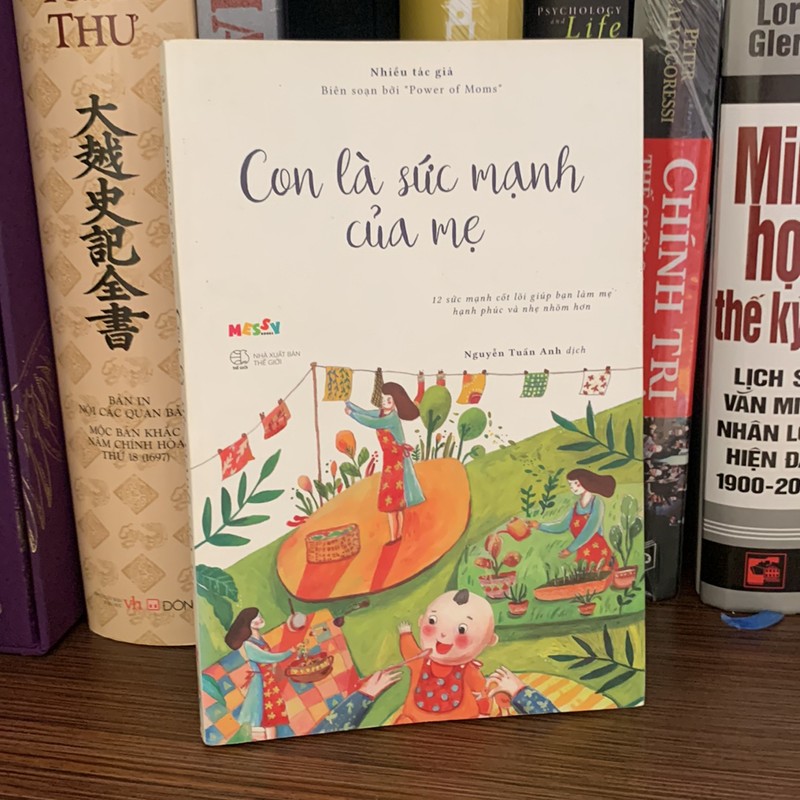 THƯ
大越史記全書
BẢN IN
NỘI CÁC QUAN BẢ
MỘC BẢN KHẮC
NĂM CHÍNH HÒA
THỨ 18 (1697)
Nhiều tác giả
Biên soạn bởi "Power of Moms"
Con là sức mạnh
của mẹ
12 sức mạnh cốt lõi giúp bạn làm mẹ
hạnh phúc và nhẹ nhõm hơn
MESSY
NHÀ XUẤT BẢN
THẾ GIỚI
Nguyễn Tuấn Anh dịch
PSYCHOLOGY
and
Life
PETER
CHÍNH TRỊ
Glen
thế kỷ
LỊCH S
VĂN MI
NHÂN LO
HIỆN ĐẠ
1900-20